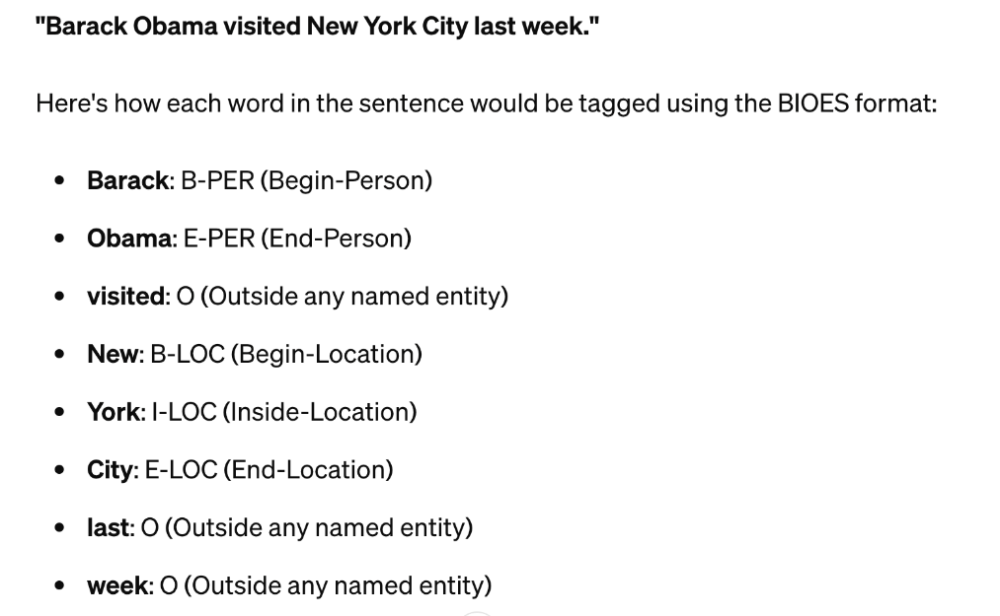 "Barack Obama visited New York City last week."
Here's how each word in the sentence would be tagged using the BIOES format:
• Barack: B-PER (Begin-Person)
• Obama: E-PER (End-Person)
• visited: O (Outside any named entity)
• New: B-LOC (Begin-Location)
• York: I-LOC (Inside-Location)
• City: E-LOC (End-Location)
• last: O (Outside any named entity)
• week: O (Outside any named entity)